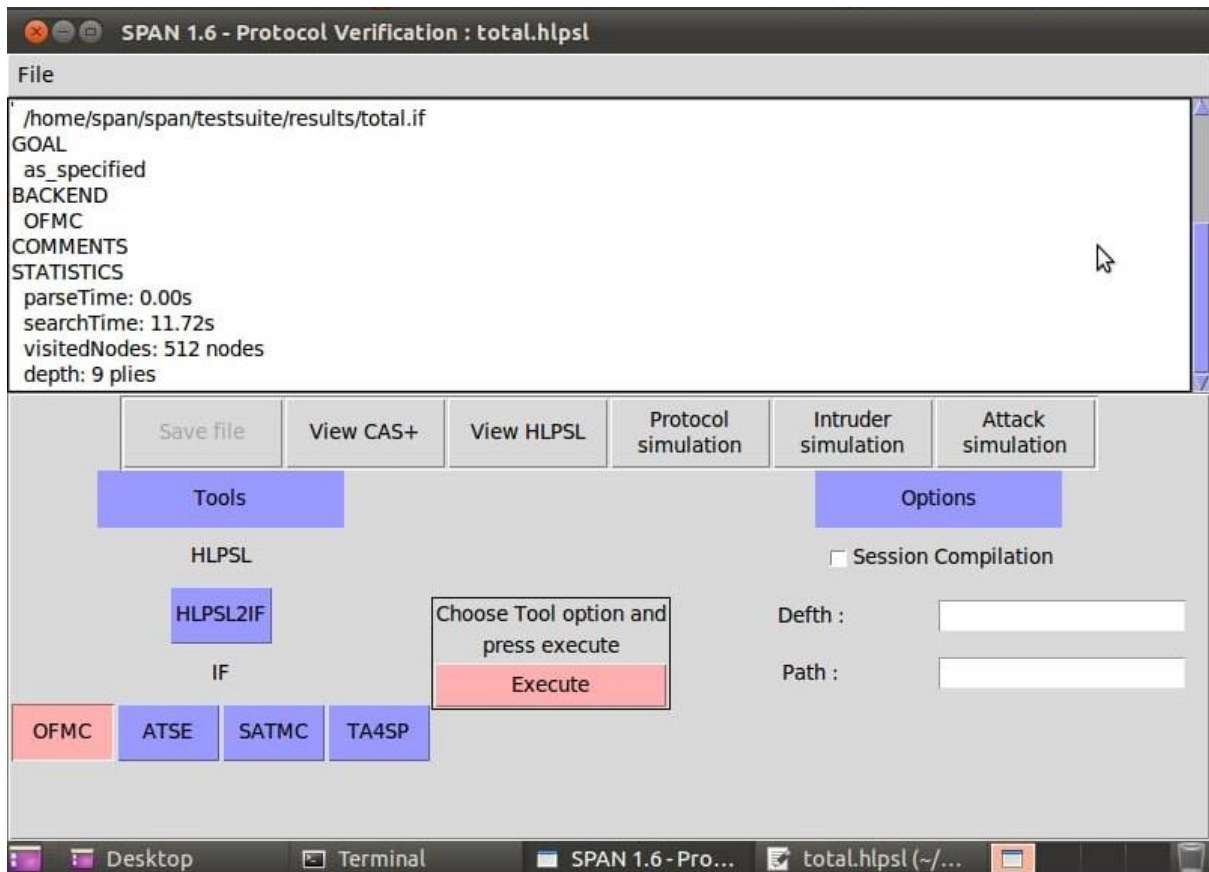 SPAN 1.6 - Protocol Verification : total.hlpsl
File
/home/span/span/testsuite/results/total.if
GOAL
as_specified
BACKEND
OFMC
COMMENTS
STATISTICS
parseTime: 0.00s
searchTime: 11.72s
visitedNodes: 512 nodes
depth: 9 plies
Save file
View CAS+
View HLPSL
Protocol
simulation
Intruder
simulation
Attack
simulation
Tools
Options
HLPSL
Session Compilation
HLPSL2IF
Choose Tool option and
press execute
Execute
Defth :
IF
Path :
OFMC
ATSE
SATMC
TA4SP
Desktop
Terminal
SPAN 1.6 - Pro...
total.hlpsl (~/...